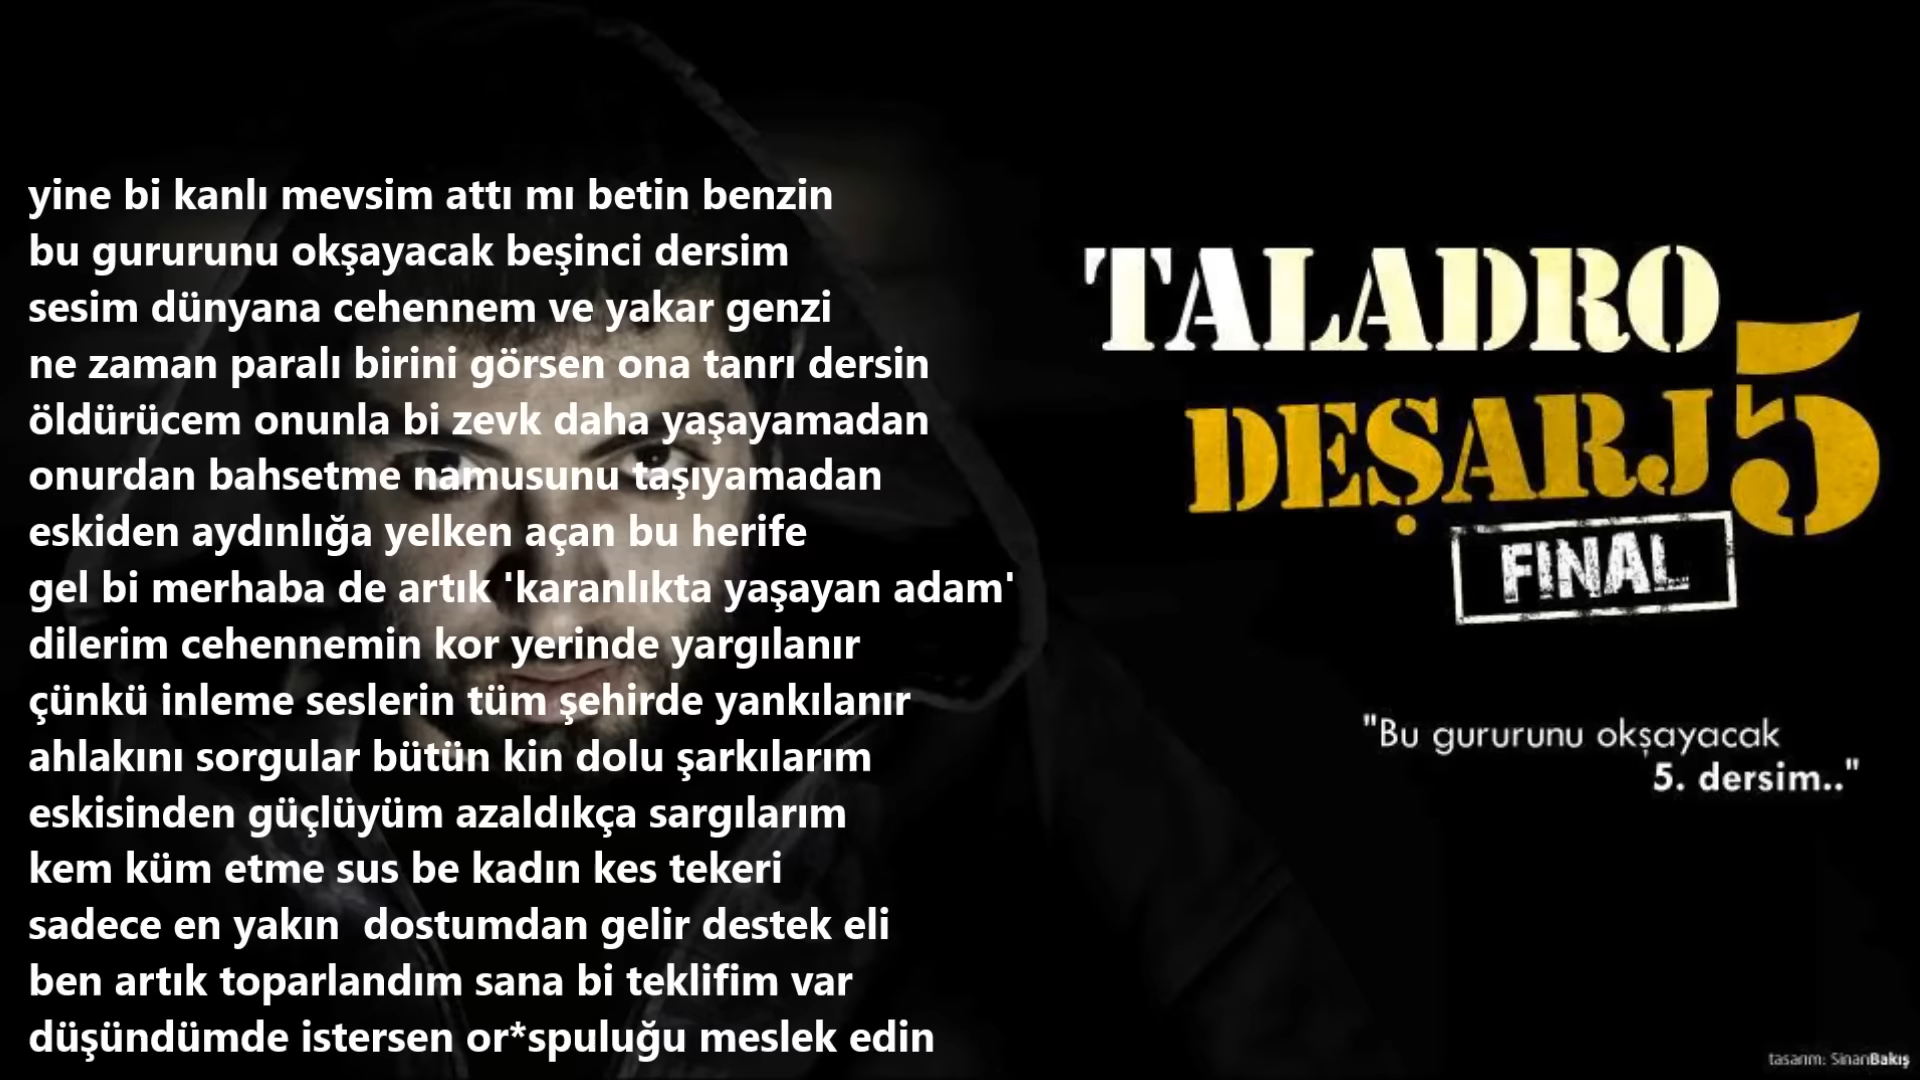 yine bi kanlı mevsim attı mı betin benzin
bu gururunu okşayacak beşinci dersim
sesim dünyana cehennem ve yakar genzi
ne zaman paralı birini görsen ona tanrı dersin
öldürücem onunla bi zevk daha yaşayamadan
onurdan bahsetme namusunu taşıyamadan
eskiden aydınlığa yelken açan bu herife
gel bi merhaba de artık 'karanlıkta yaşayan adam'
dilerim cehennemin kor yerinde yargılanır
çünkü inleme seslerin tüm şehirde yankılanır
ahlakını sorgular bütün kin dolu şarkılarım
eskisinden güçlüyüm azaldıkça sargılarım
kem küm etme sus be kadın kes tekeri
sadece en yakın  dostumdan gelir destek eli
ben artık toparlandım sana bi teklifim var
düşündümde istersen or*spuluğu meslek edin
TALADRO
DEŞARJ 5
FINAL
"Bu gururunu okşayacak
5. dersim.."
tasarım: SinanBakış